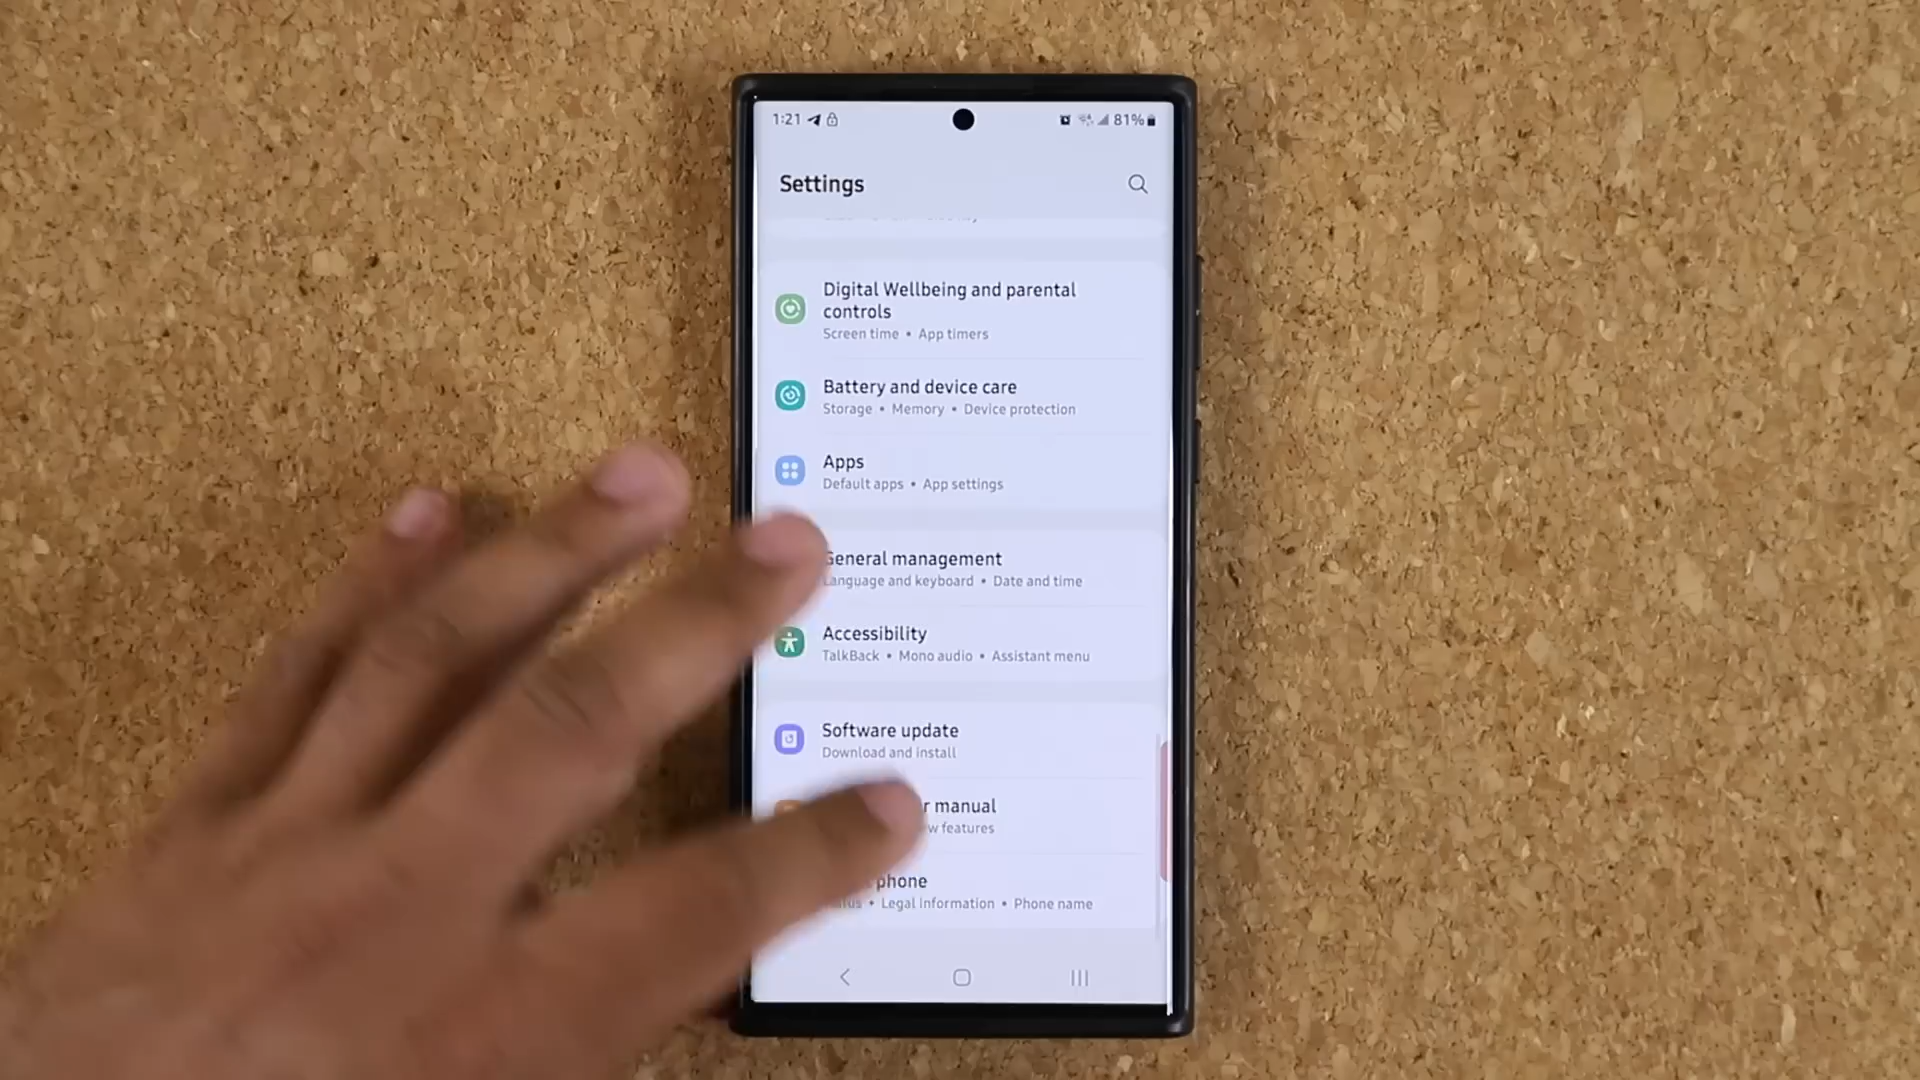 1:21
81%
Settings
Digital Wellbeing and parental
controls
Screen time • App timers
Battery and device care
Storage • Memory • Device protection
Apps
Default apps • App settings
General management
Language and keyboard • Date and time
Accessibility
TalkBack • Mono audio • Assistant menu
Software update
Download and install
manual
features
phone
• Legal information • Phone name